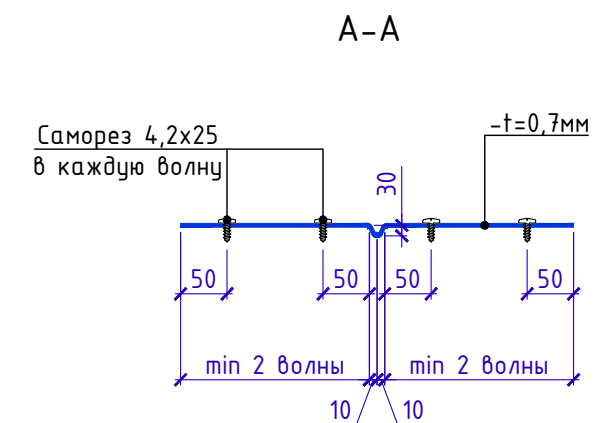 А-А
Саморез 4,2х25
в каждую волну
-t=0,7мм
30
50
50
50
50
min 2 волны
min 2 волны
10
10